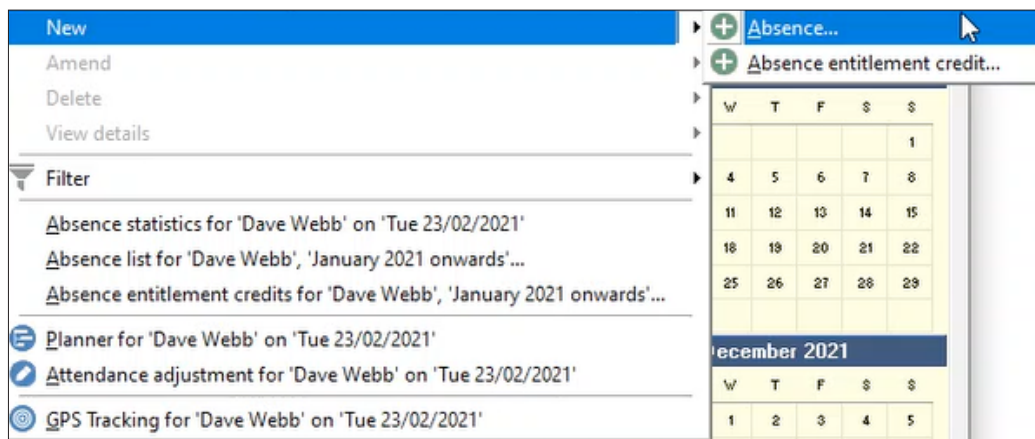 New
Absence...
Amend
Absence entitlement credit...
Delete
View details
Filter
Absence statistics for 'Dave Webb' on 'Tue 23/02/2021'
Absence list for 'Dave Webb', 'January 2021 onwards'...
Absence entitlement credits for 'Dave Webb', 'January 2021 onwards'...
Planner for 'Dave Webb' on 'Tue 23/02/2021'
Attendance adjustment for 'Dave Webb' on 'Tue 23/02/2021'
GPS Tracking for 'Dave Webb' on 'Tue 23/02/2021'
W T F S S
1
4 5 6 7 8
11 12 13 14 15
18 19 20 21 22
25 26 27 28 29
ecember 2021
W T F S S
1 2 3 4 5